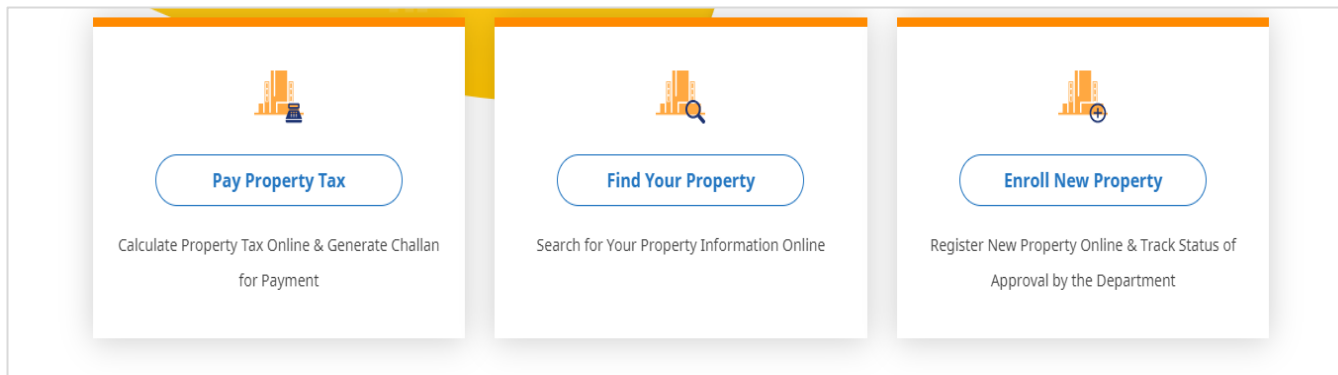 Pay Property Tax
Calculate Property Tax Online & Generate Challan
for Payment
Find Your Property
Search for Your Property Information Online
Enroll New Property
Register New Property Online & Track Status of
Approval by the Department